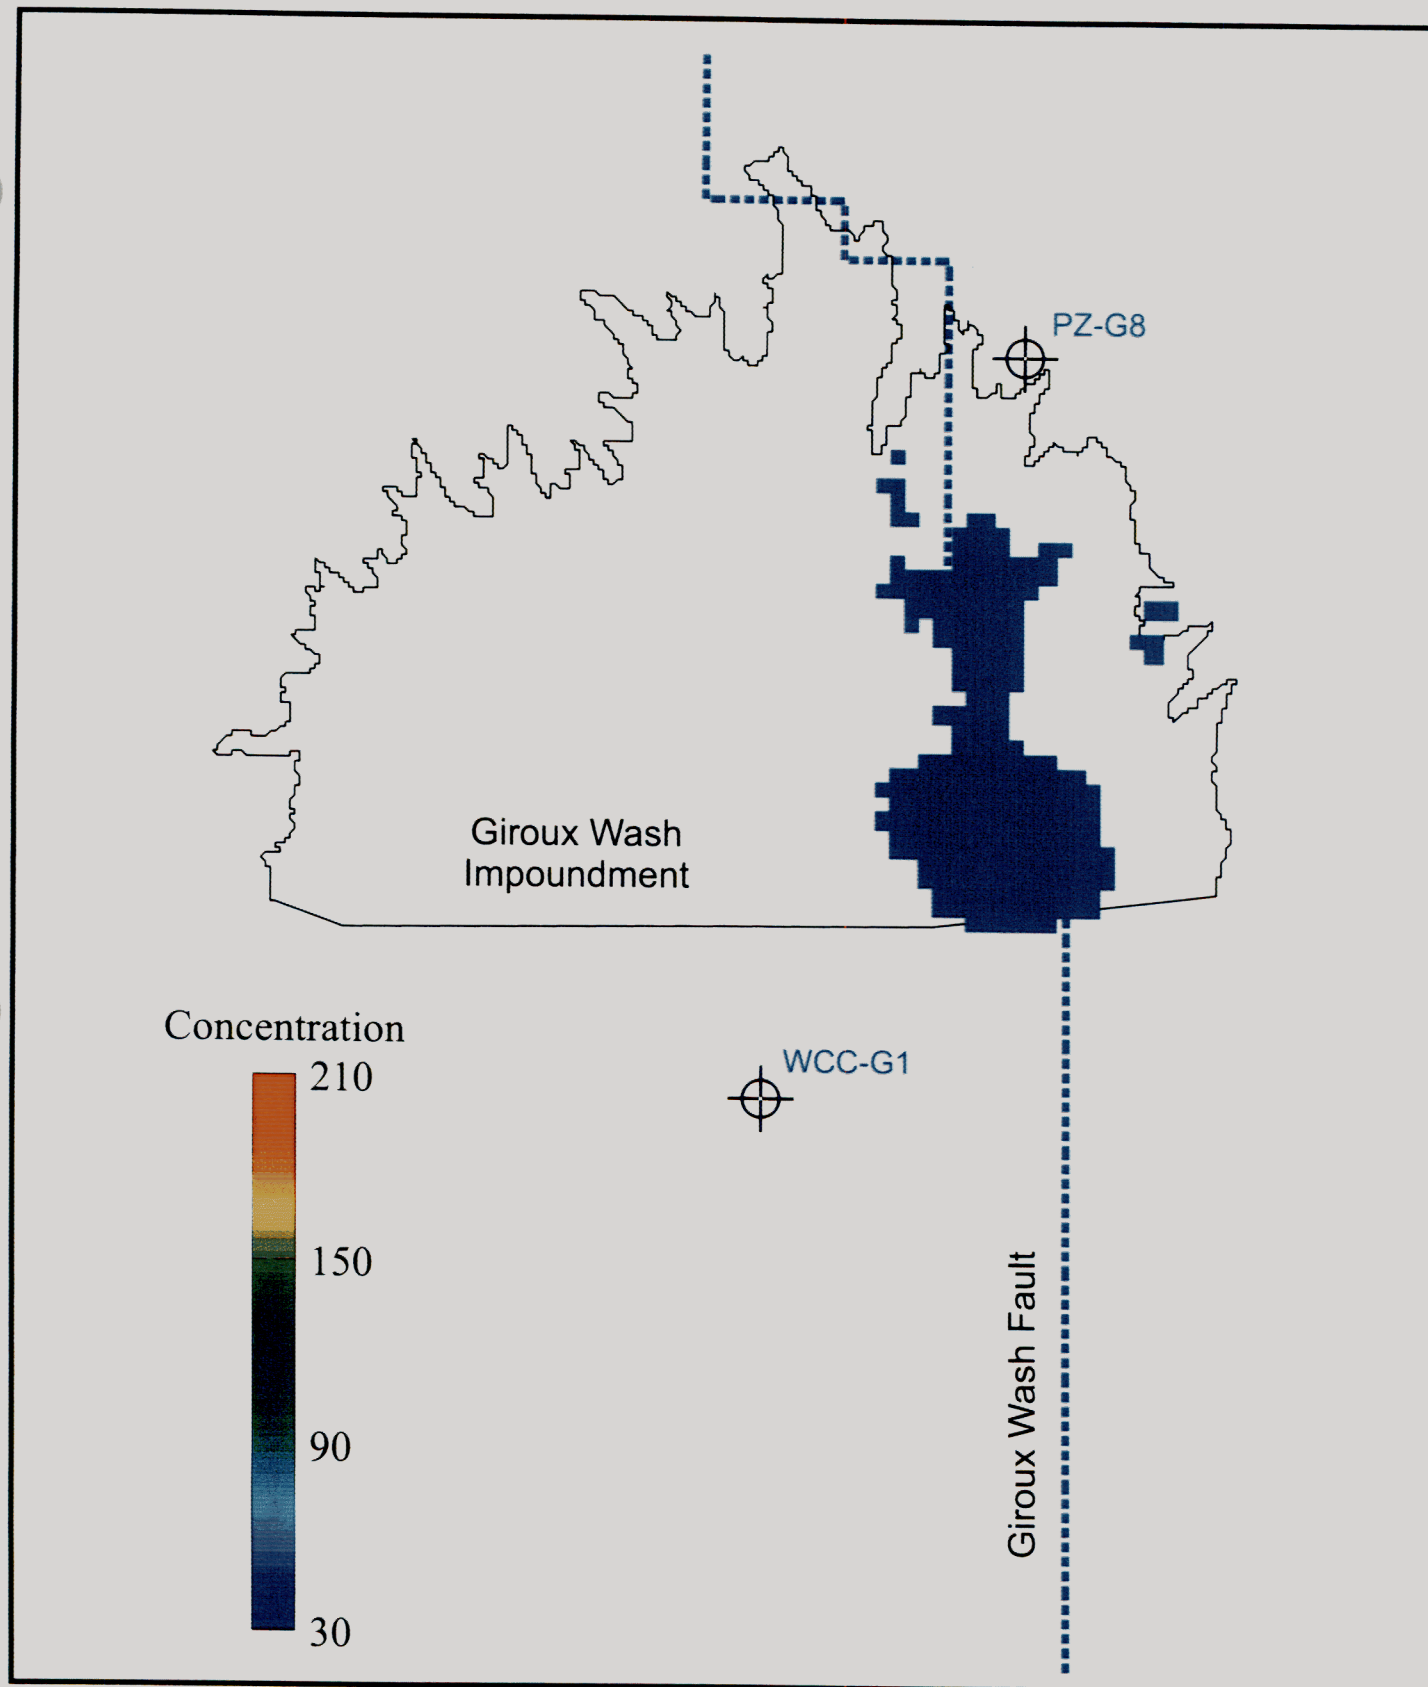 PZ-G8
Giroux Wash
Impoundment
Concentration
210
150
90
30
WCC-G1
Giroux Wash Fault